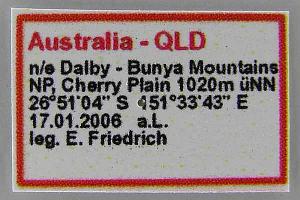 Australia - QLD
n/e Dalby - Bunya Mountains
NP, Cherry Plain 1020m üNN
26°51'04" S 151°33'43" E
17.01.2006 a.L.
leg. E. Friedrich